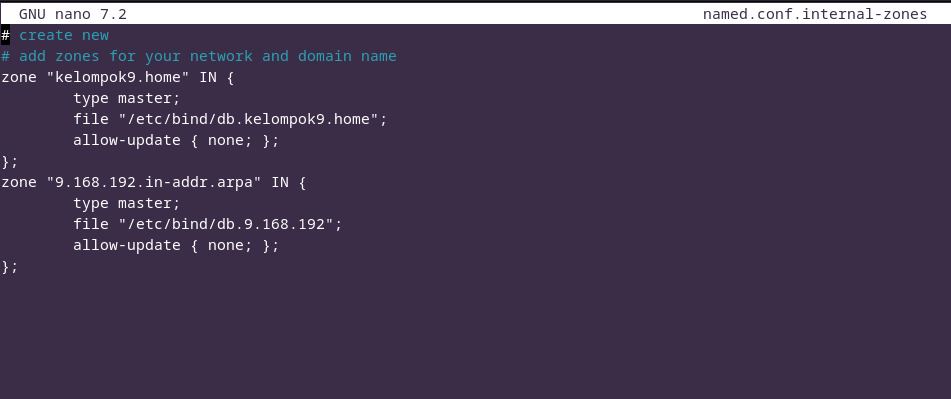 GNU nano 7.2 named.conf.internal-zones
# create new
# add zones for your network and domain name
zone "kelompok9.home" IN {
        type master;
        file "/etc/bind/db.kelompok9.home";
        allow-update { none; };
};
zone "9.168.192.in-addr.arpa" IN {
        type master;
        file "/etc/bind/db.9.168.192";
        allow-update { none; };
};